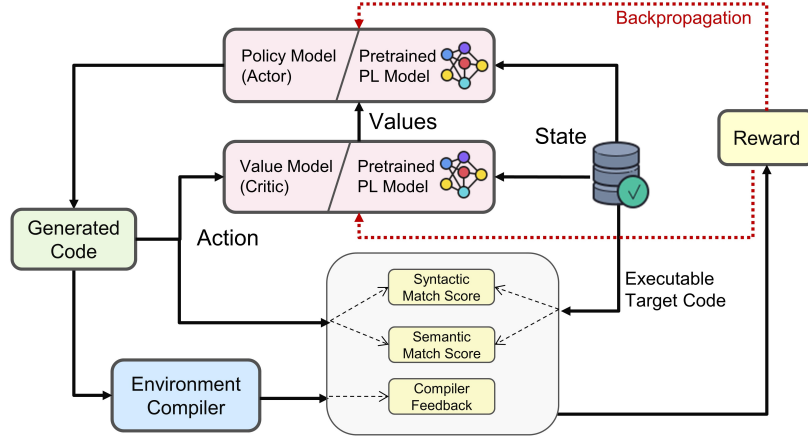 Backpropagation
Policy Model
(Actor)
Pretrained
PL Model
Values
State
Reward
Value Model
(Critic)
Pretrained
PL Model
Generated
Code
Action
Syntactic
Match Score
Executable
Target Code
Semantic
Match Score
Environment
Compiler
Compiler
Feedback